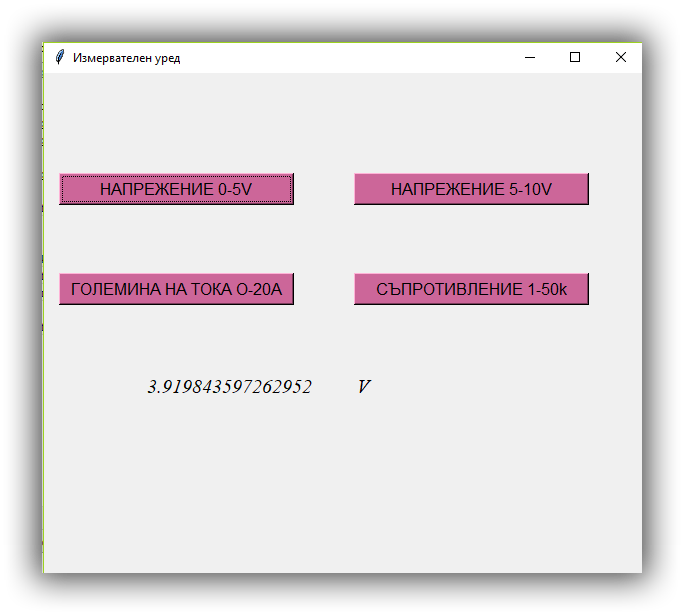 Измервателен уред
НАПРЕЖЕНИЕ 0-5V
НАПРЕЖЕНИЕ 5-10V
ГОЛЕМИНА НА ТОКА О-20А
СЪПРОТИВЛЕНИЕ 1-50k
3.919843597262952 V